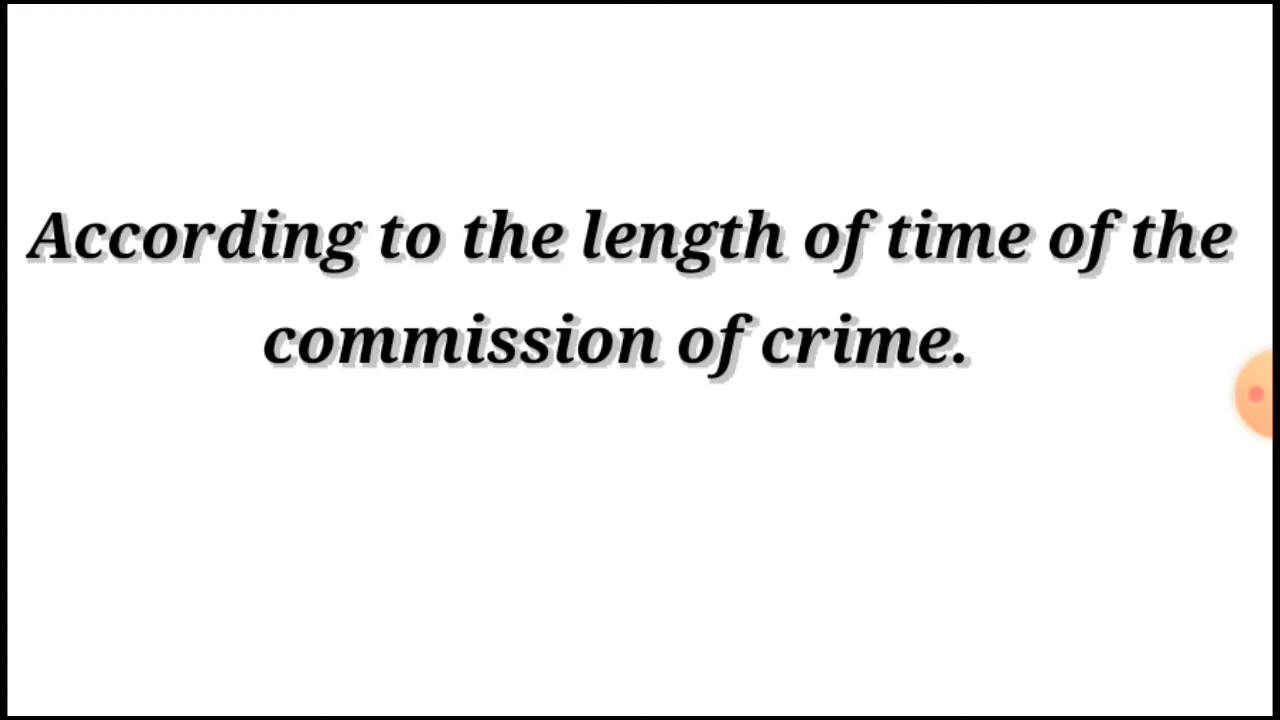 According to the length of time of the
commission of crime.